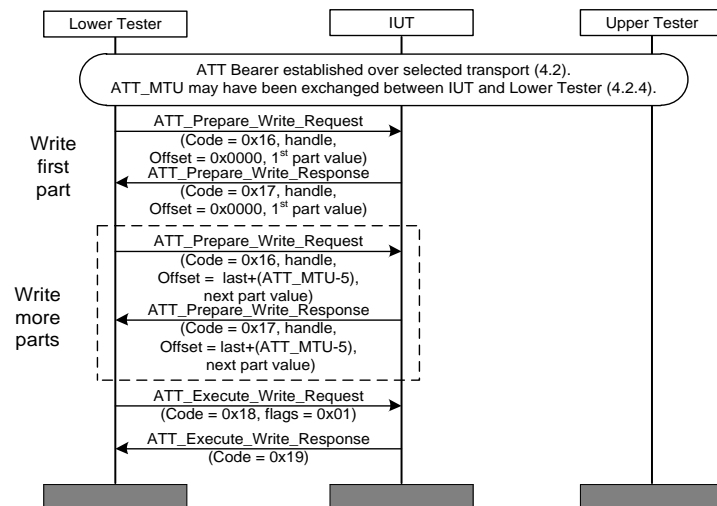 Lower Tester
IUT
Upper Tester
ATT Bearer established over selected transport (4.2).
ATT_MTU may have been exchanged between IUT and Lower Tester (4.2.4).
Write
first
part
ATT_Prepare_Write_Request
(Code = 0x16, handle,
Offset = 0x0000, 1st part value)
ATT_Prepare_Write_Response
(Code = 0x17, handle,
Offset = 0x0000, 1st part value)
Write
more
parts
ATT_Prepare_Write_Request
(Code = 0x16, handle,
Offset = last+(ATT_MTU-5),
next part value)
ATT_Prepare_Write_Response
(Code = 0x17, handle,
Offset = last+(ATT_MTU-5),
next part value)
ATT_Execute_Write_Request
(Code = 0x18, flags = 0x01)
ATT_Execute_Write_Response
(Code = 0x19)